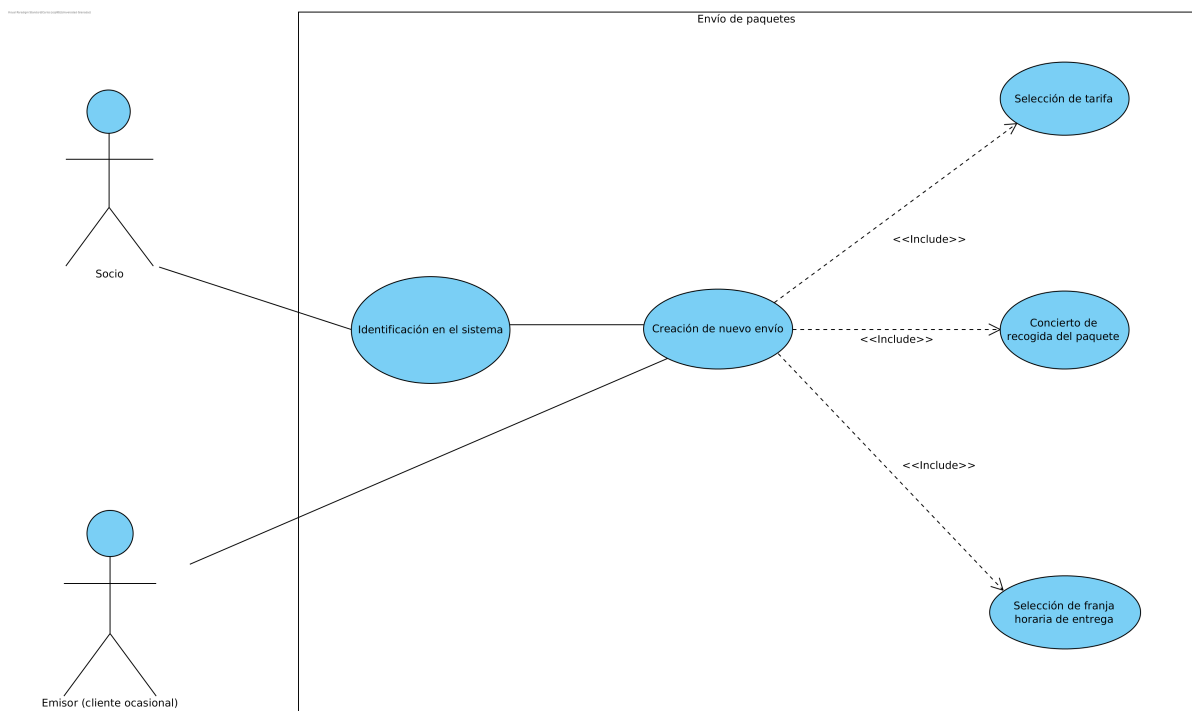 Envío de paquetes
Selección de tarifa
<<Include>>
Socio
Identificación en el sistema
Creación de nuevo envío
Concierto de
recogida del paquete
<<Include>>
<<Include>>
Selección de franja
horaria de entrega
Emisor (cliente ocasional)